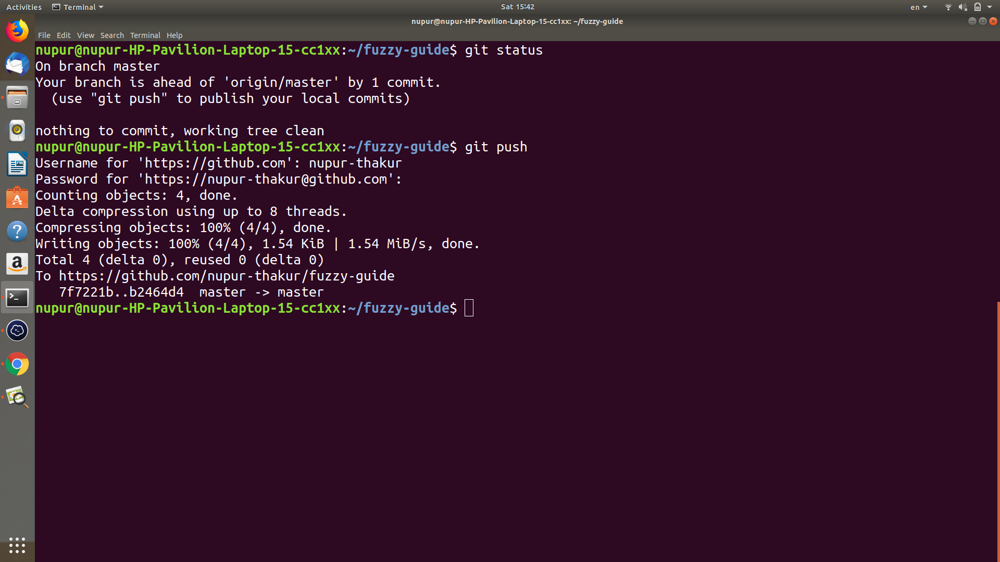 Activities Terminal Sat 15:42 en
nupur@nupur-HP-Pavilion-Laptop-15-cc1xx: ~/fuzzy-guide
File Edit View Search Terminal Help
nupur@nupur-HP-Pavilion-Laptop-15-cc1xx:~/fuzzy-guide$ git status
On branch master
Your branch is ahead of 'origin/master' by 1 commit.
  (use "git push" to publish your local commits)
nothing to commit, working tree clean
nupur@nupur-HP-Pavilion-Laptop-15-cc1xx:~/fuzzy-guide$ git push
Username for 'https://github.com': nupur-thakur
Password for 'https://nupur-thakur@github.com':
Counting objects: 4, done.
Delta compression using up to 8 threads.
Compressing objects: 100% (4/4), done.
Writing objects: 100% (4/4), 1.54 KiB | 1.54 MiB/s, done.
Total 4 (delta 0), reused 0 (delta 0)
To https://github.com/nupur-thakur/fuzzy-guide
   7f7221b..b2464d4  master -> master
nupur@nupur-HP-Pavilion-Laptop-15-cc1xx:~/fuzzy-guide$